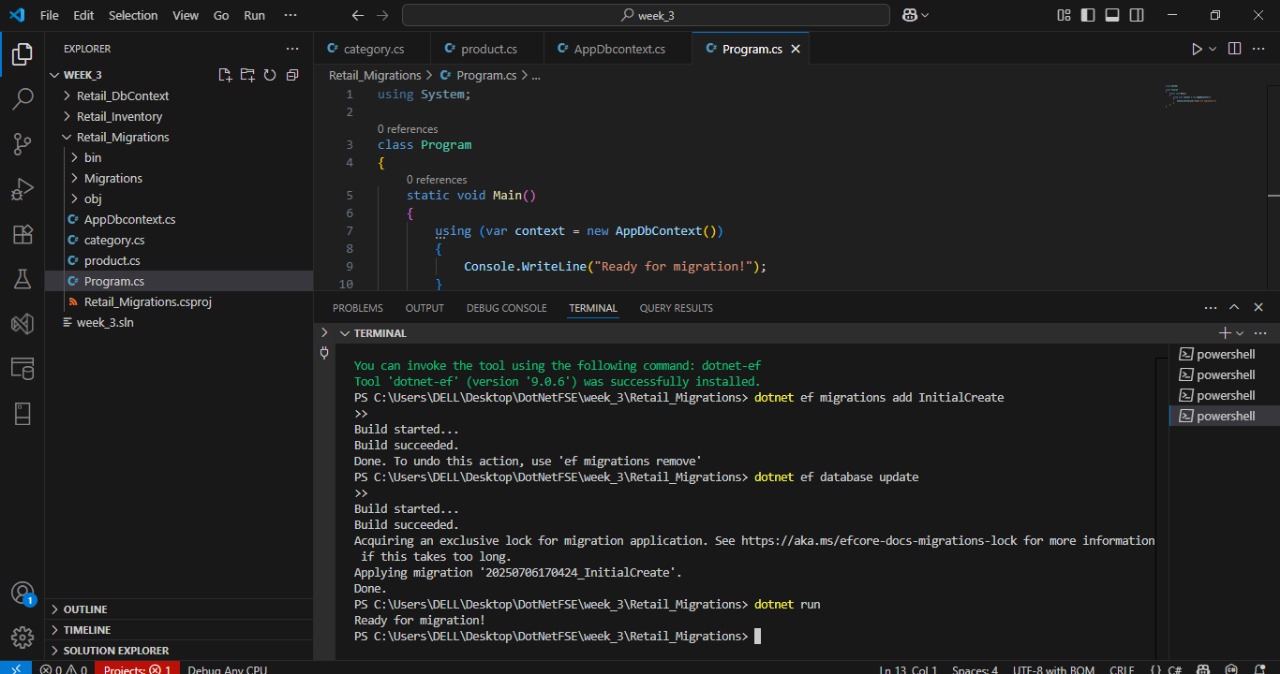 File Edit Selection View Go Run ··· week_3
EXPLORER ···
WEEK_3
Retail_DbContext
Retail_Inventory
Retail_Migrations
bin
Migrations
obj
AppDbcontext.cs
category.cs
product.cs
Program.cs
Retail_Migrations.csproj
week_3.sln
OUTLINE
TIMELINE
SOLUTION EXPLORER
category.cs product.cs AppDbcontext.cs Program.cs
Retail_Migrations > Program.cs > ...
1 using System;
2
0 references
3 class Program
4 {
0 references
5 static void Main()
6 {
7 using (var context = new AppDbContext())
8 {
9 Console.WriteLine("Ready for migration!");
10 }
PROBLEMS OUTPUT DEBUG CONSOLE TERMINAL QUERY RESULTS
TERMINAL
You can invoke the tool using the following command: dotnet-ef
Tool 'dotnet-ef' (version '9.0.6') was successfully installed.
PS C:\Users\DELL\Desktop\DotNetFSE\week_3\Retail_Migrations> dotnet ef migrations add InitialCreate
>>
Build started...
Build succeeded.
Done. To undo this action, use 'ef migrations remove'
PS C:\Users\DELL\Desktop\DotNetFSE\week_3\Retail_Migrations> dotnet ef database update
>>
Build started...
Build succeeded.
Acquiring an exclusive lock for migration application. See https://aka.ms/efcore-docs-migrations-lock for more information
if this takes too long.
Applying migration '20250706170424_InitialCreate'.
Done.
PS C:\Users\DELL\Desktop\DotNetFSE\week_3\Retail_Migrations> dotnet run
Ready for migration!
PS C:\Users\DELL\Desktop\DotNetFSE\week_3\Retail_Migrations>
powershell
powershell
powershell
powershell
1
0 0 Projects: 1 Debug Any CPU Ln 13, Col 1 Spaces: 4 UTF-8 with BOM CRLF {} C#